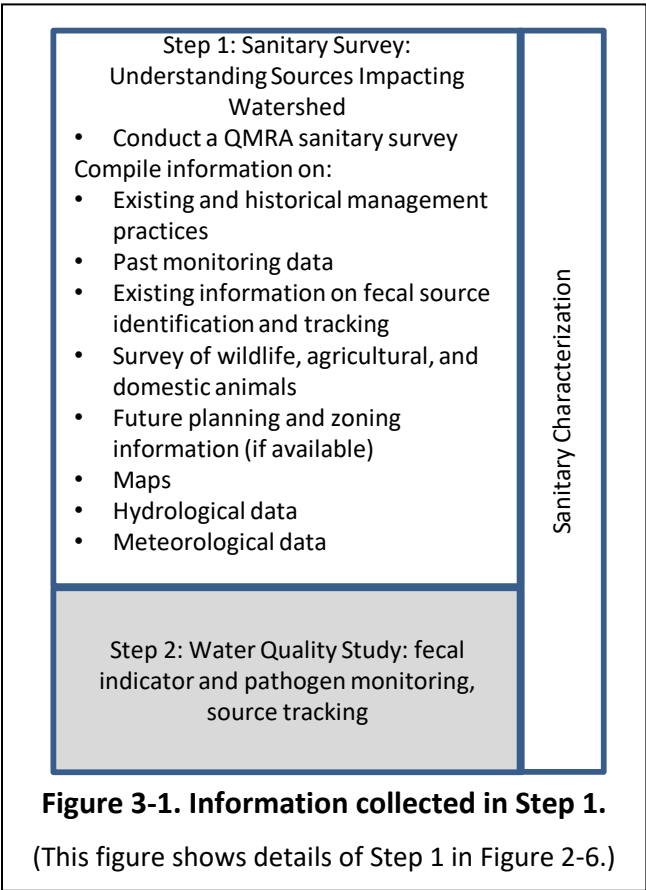 Step 1: Sanitary Survey:
Understanding Sources Impacting
Watershed
• Conduct a QMRA sanitary survey
Compile information on:
• Existing and historical management
practices
• Past monitoring data
• Existing information on fecal source
identification and tracking
• Survey of wildlife, agricultural, and
domestic animals
• Future planning and zoning
information (if available)
• Maps
• Hydrological data
• Meteorological data
Sanitary Characterization
Step 2: Water Quality Study: fecal
indicator and pathogen monitoring,
source tracking
Figure 3-1. Information collected in Step 1.
(This figure shows details of Step 1 in Figure 2-6.)